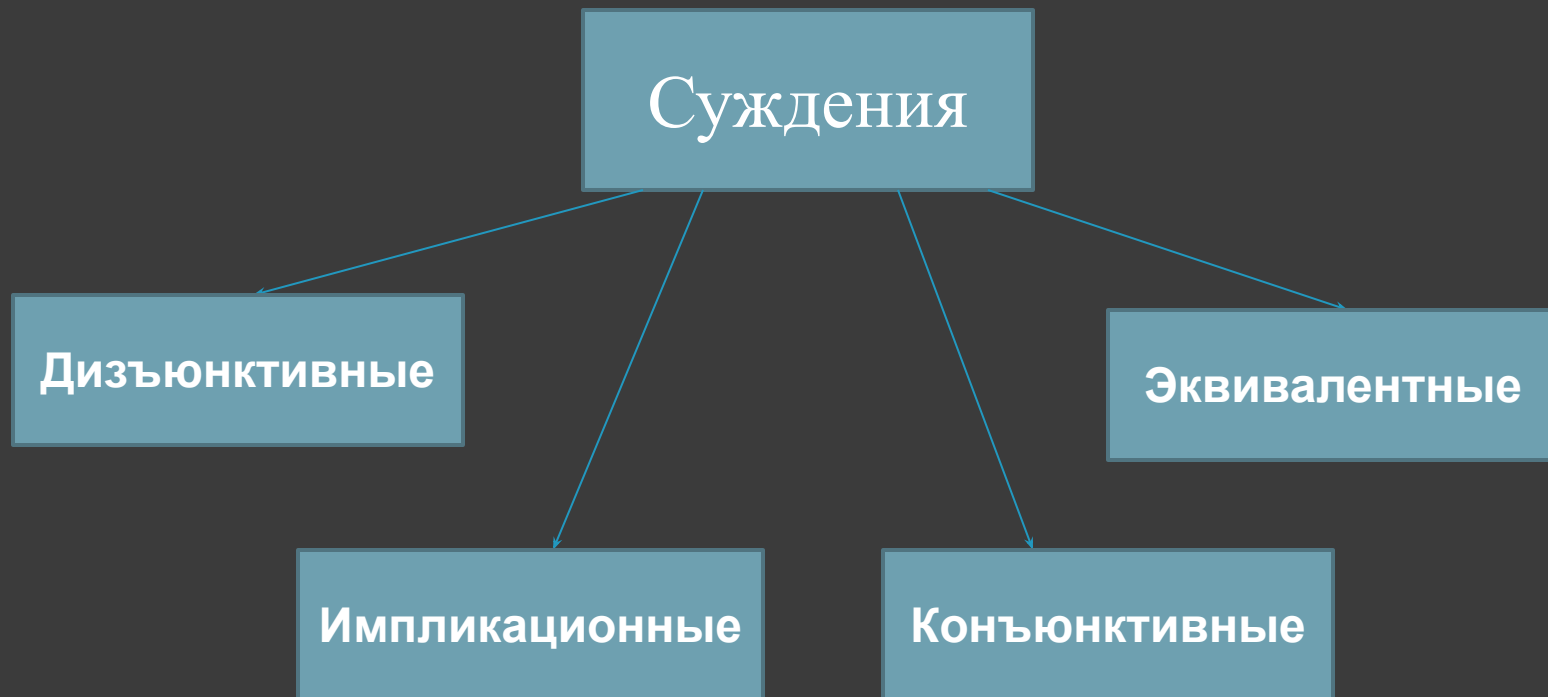 Суждения
Дизъюнктивные
Эквивалентные
Импликационные
Конъюнктивные